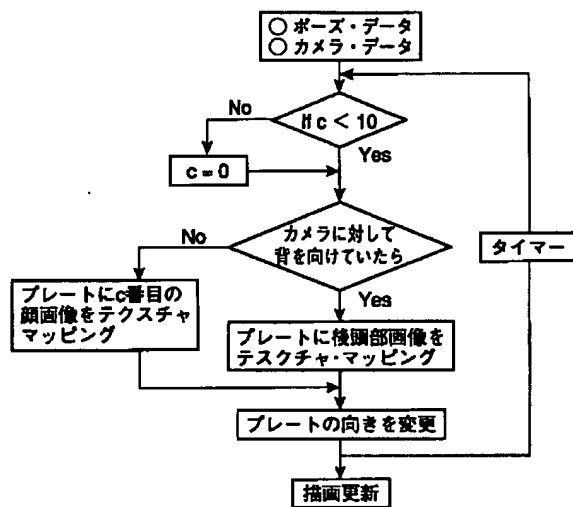 ○ ポーズ・データ
○ カメラ・データ
No
If c < 10
Yes
c = 0
カメラに対して
背を向けていたら
No
タイマー
Yes
プレートにc番目の
顔画像をテクスチャ
マッピング
プレートに後頭部画像を
テスクチャ・マッピング
プレートの向きを変更
描画更新